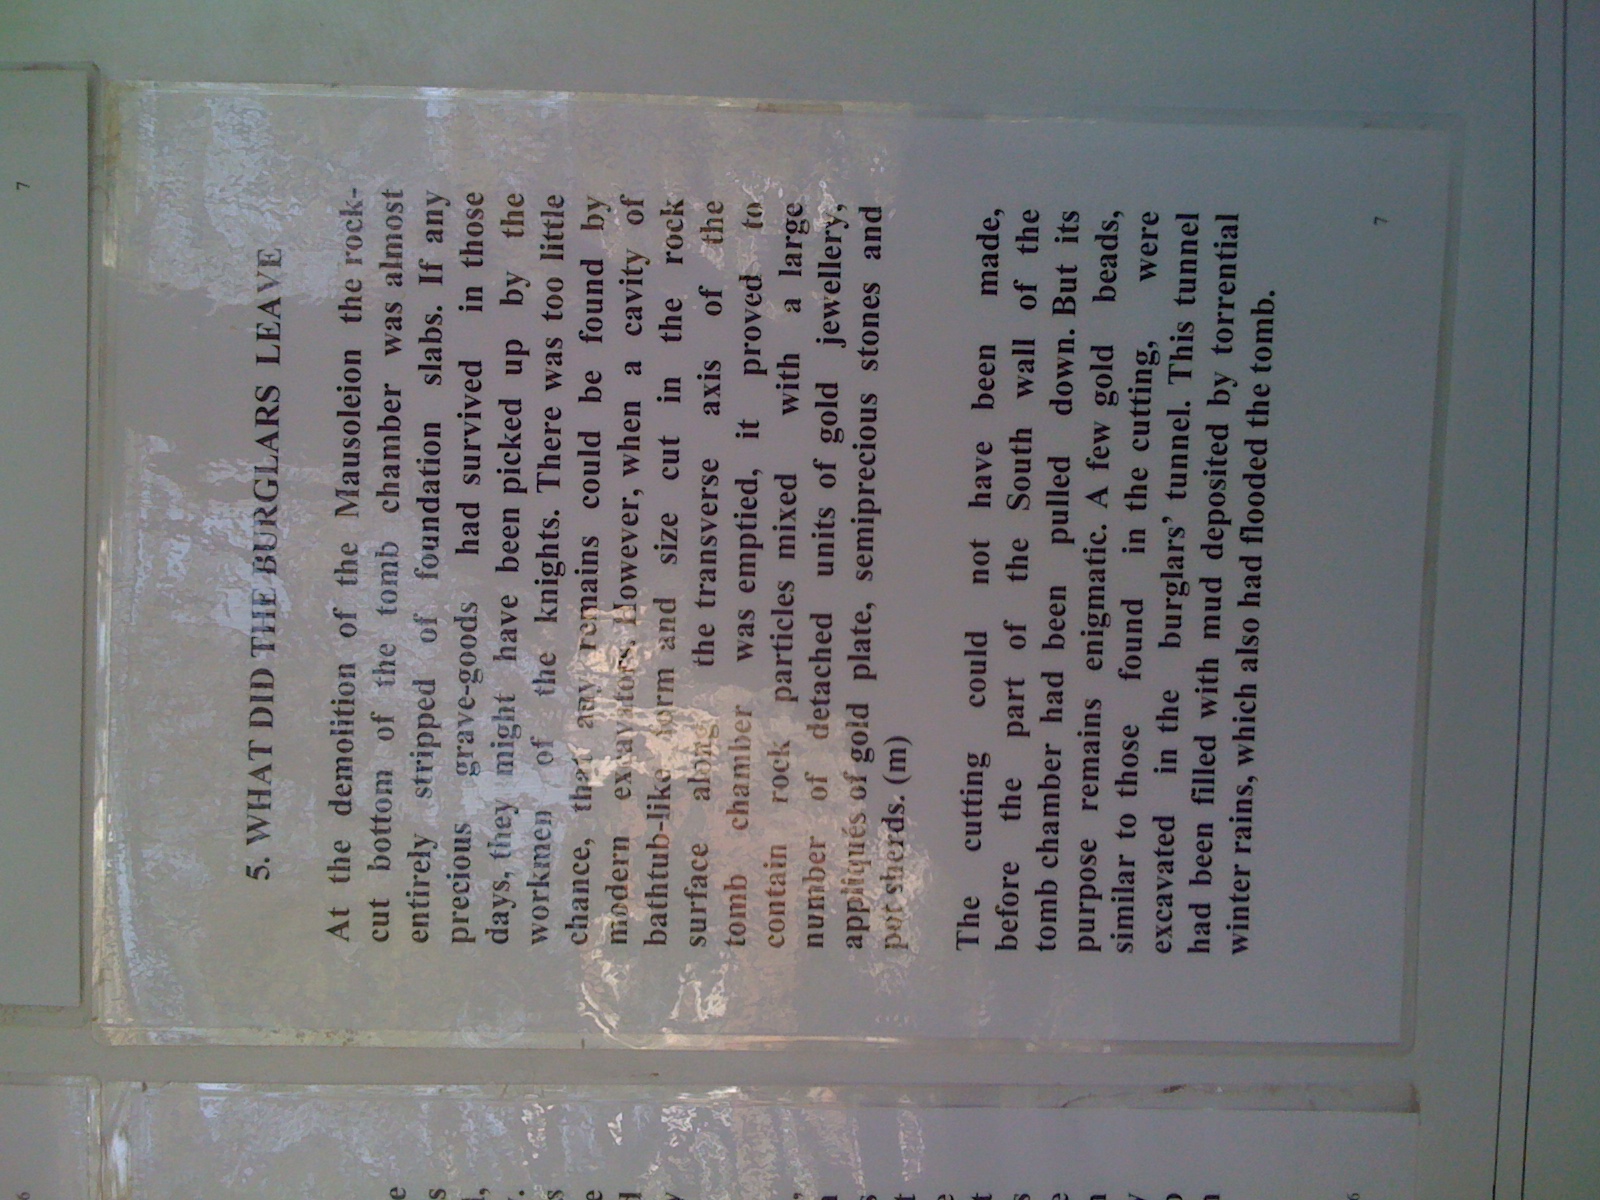 7
6
5. WHAT DID THE BURGLARS LEAVE
At the demolition of the Mausoleion the rock-
cut bottom of the tomb chamber was almost
entirely stripped of foundation slabs. If any
precious grave-goods had survived in those
days, they might have been picked up by the
workmen of the knights. There was too little
chance, that any remains could be found by
modern excavators. However, when a cavity of
bathtub-like form and size cut in the rock
surface along the transverse axis of the
tomb chamber was emptied, it proved to
contain rock particles mixed with a large
number of detached units of gold jewellery,
appliqués of gold plate, semiprecious stones and
pot sherds. (m)
The cutting could not have been made,
before the part of the South wall of the
tomb chamber had been pulled down. But its
purpose remains enigmatic. A few gold beads,
similar to those found in the cutting, were
excavated in the burglars’ tunnel. This tunnel
had been filled with mud deposited by torrential
winter rains, which also had flooded the tomb.
6
7